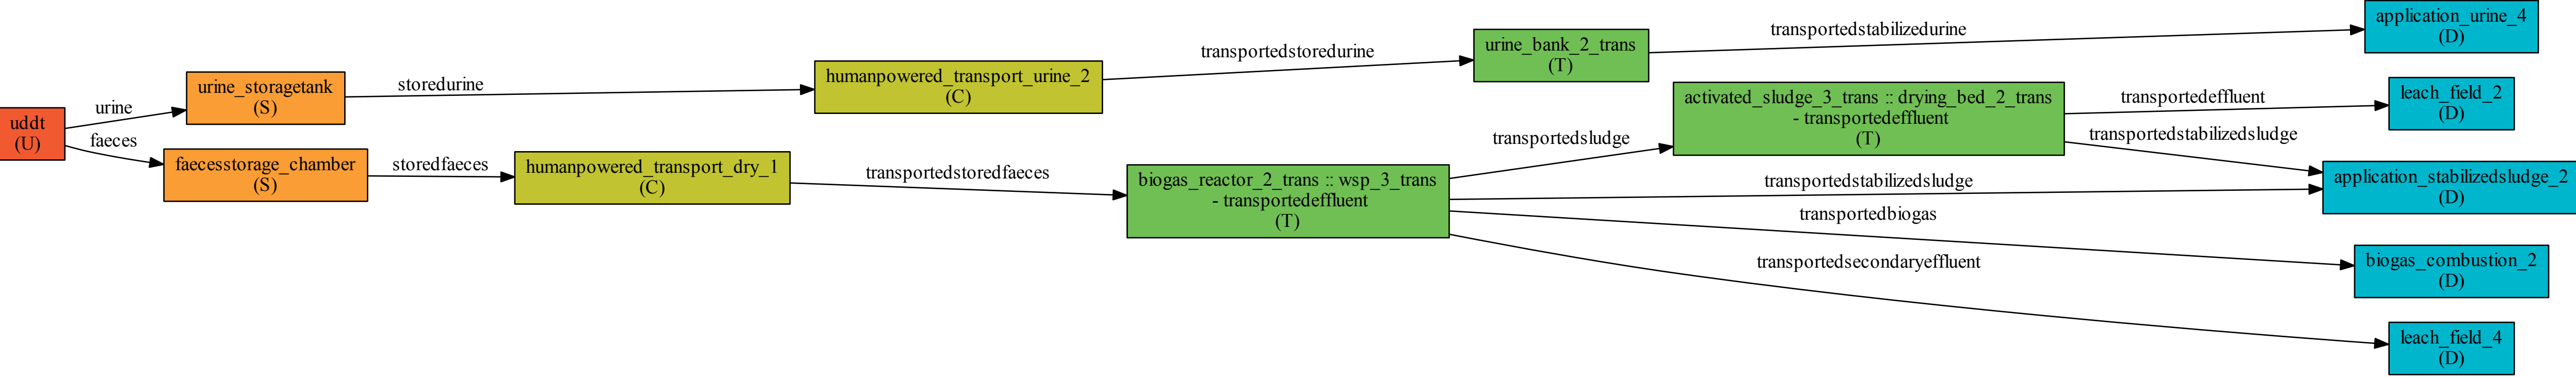 uddt
(U)
urine
faeces
urine_storagetank
(S)
faecesstorage_chamber
(S)
storedurine
storedfaeces
humanpowered_transport_urine_2
(C)
humanpowered_transport_dry_1
(C)
transportedstoredurine
transportedstoredfaeces
urine_bank_2_trans
(T)
biogas_reactor_2_trans :: wsp_3_trans
- transportedeffluent
(T)
transportedsludge
activated_sludge_3_trans :: drying_bed_2_trans
- transportedeffluent
(T)
transportedstabilizedurine
transportedeffluent
transportedstabilizedsludge
transportedstabilizedsludge
transportedbiogas
transportedsecondaryeffluent
application_urine_4
(D)
leach_field_2
(D)
application_stabilizedsludge_2
(D)
biogas_combustion_2
(D)
leach_field_4
(D)